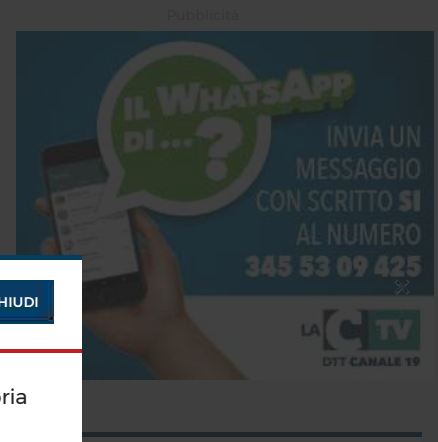 Pubblicità
IL WHATSAPP
DI...?
INVIA UN
MESSAGGIO
CON SCRITTO SI
AL NUMERO
345 53 09 425
LA C TV
DTT CANALE 19
HIUDI
ria